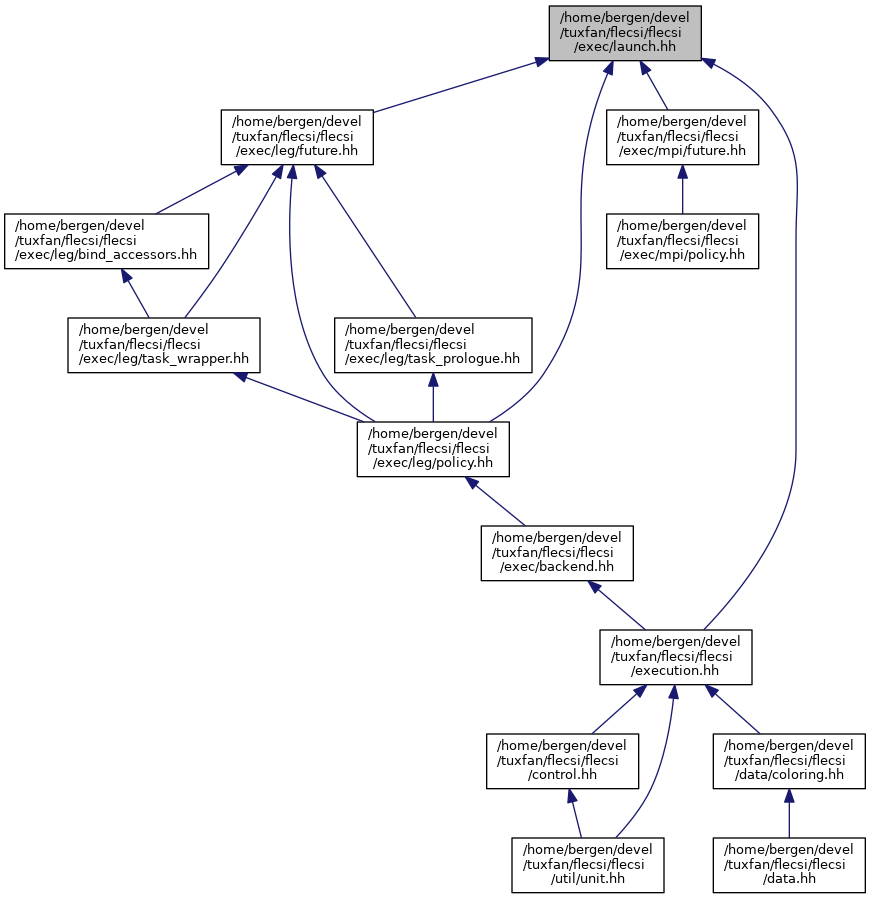 /home/bergen/devel
/tuxfan/flecsi/flecsi
/exec/launch.hh
/home/bergen/devel
/tuxfan/flecsi/flecsi
/exec/leg/future.hh
/home/bergen/devel
/tuxfan/flecsi/flecsi
/exec/mpi/future.hh
/home/bergen/devel
/tuxfan/flecsi/flecsi
/exec/leg/bind_accessors.hh
/home/bergen/devel
/tuxfan/flecsi/flecsi
/exec/mpi/policy.hh
/home/bergen/devel
/tuxfan/flecsi/flecsi
/exec/leg/task_wrapper.hh
/home/bergen/devel
/tuxfan/flecsi/flecsi
/exec/leg/task_prologue.hh
/home/bergen/devel
/tuxfan/flecsi/flecsi
/exec/leg/policy.hh
/home/bergen/devel
/tuxfan/flecsi/flecsi
/exec/backend.hh
/home/bergen/devel
/tuxfan/flecsi/flecsi
/execution.hh
/home/bergen/devel
/tuxfan/flecsi/flecsi
/control.hh
/home/bergen/devel
/tuxfan/flecsi/flecsi
/data/coloring.hh
/home/bergen/devel
/tuxfan/flecsi/flecsi
/util/unit.hh
/home/bergen/devel
/tuxfan/flecsi/flecsi
/data.hh